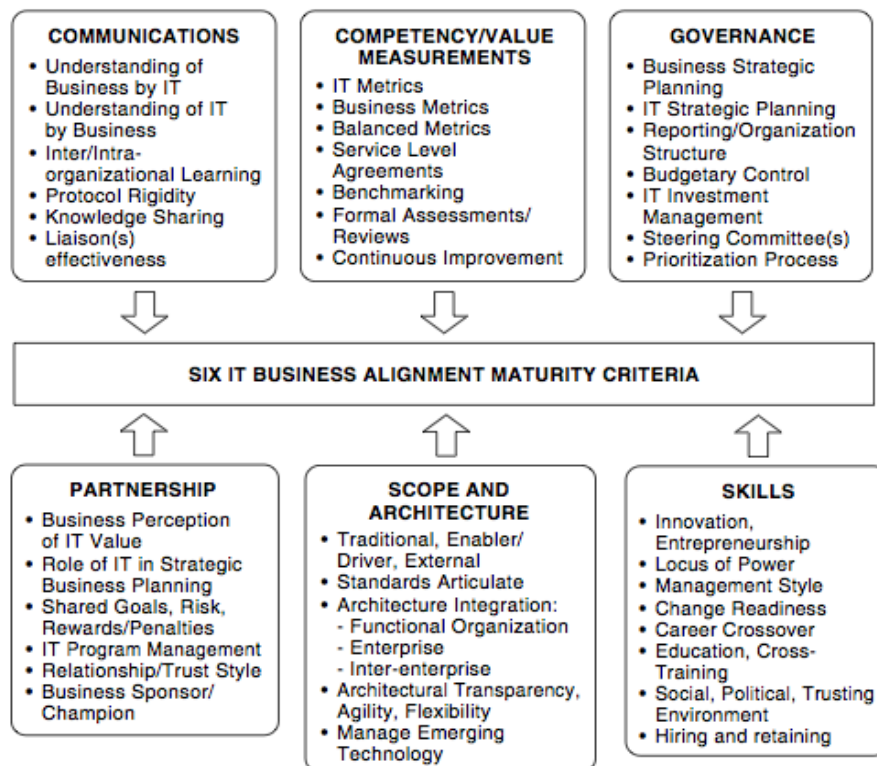 COMMUNICATIONS
• Understanding of
Business by IT
• Understanding of IT
by Business
• Inter/Intra-
organizational Learning
• Protocol Rigidity
• Knowledge Sharing
• Liaison(s)
effectiveness
COMPETENCY/VALUE
MEASUREMENTS
• IT Metrics
• Business Metrics
• Balanced Metrics
• Service Level
Agreements
• Benchmarking
• Formal Assessments/
Reviews
• Continuous Improvement
GOVERNANCE
• Business Strategic
Planning
• IT Strategic Planning
• Reporting/Organization
Structure
• Budgetary Control
• IT Investment
Management
• Steering Committee(s)
• Prioritization Process
SIX IT BUSINESS ALIGNMENT MATURITY CRITERIA
PARTNERSHIP
• Business Perception
of IT Value
• Role of IT in Strategic
Business Planning
• Shared Goals, Risk,
Rewards/Penalties
• IT Program Management
• Relationship/Trust Style
• Business Sponsor/
Champion
SCOPE AND
ARCHITECTURE
• Traditional, Enabler/
Driver, External
• Standards Articulate
• Architecture Integration:
- Functional Organization
- Enterprise
- Inter-enterprise
• Architectural Transparency,
Agility, Flexibility
• Manage Emerging
Technology
SKILLS
• Innovation,
Entrepreneurship
• Locus of Power
• Management Style
• Change Readiness
• Career Crossover
• Education, Cross-
Training
• Social, Political, Trusting
Environment
• Hiring and retaining